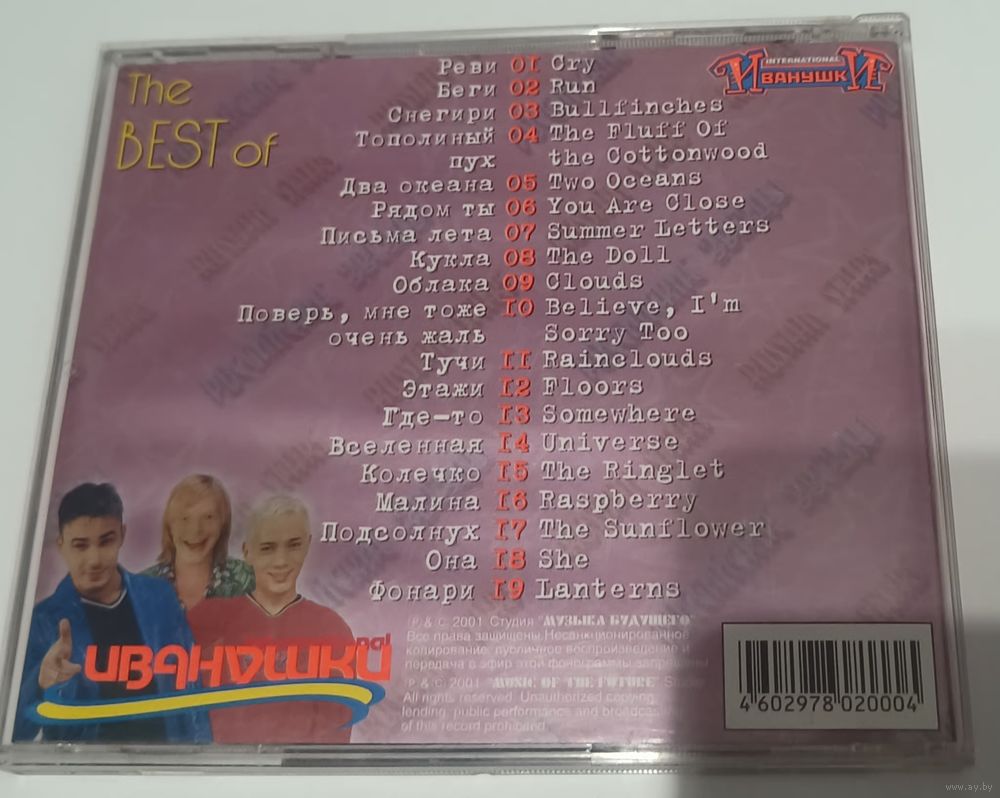 The
BEST of
INTERNATIONAL
ИВАНУШКИ
Реви 01 Cry
Беги 02 Run
Снегири 03 Bullfinches
Тополиный 04 The Fluff Of
пух the Cottonwood
Два океана 05 Two Oceans
Рядом ты 06 You Are Close
Письма лета 07 Summer Letters
Кукла 08 The Doll
Облака 09 Clouds
Поверь, мне тоже 10 Believe, I'm
очень жаль Sorry Too
Тучи 11 Rainclouds
Этажи 12 Floors
Где-то 13 Somewhere
Вселенная 14 Universe
Колечко 15 The Ringlet
Малина 16 Raspberry
Подсолнух 17 The Sunflower
Она 18 She
Фонари 19 Lanterns
ИВАНУШКИ
P & C 2001 Студия "МУЗЫКА БУДУЩЕГО"
Все права защищены. Несанкционированное
кодирование, публичное воспроизведение и
передача в эфир этой фонограммы запрещены
P & C 2001 "MUSIC OF THE FUTURE" Studio
All rights reserved. Unauthorized copying,
lending, public performance and broadcas
of this record prohibited
4 602978 020004
www.ay.by